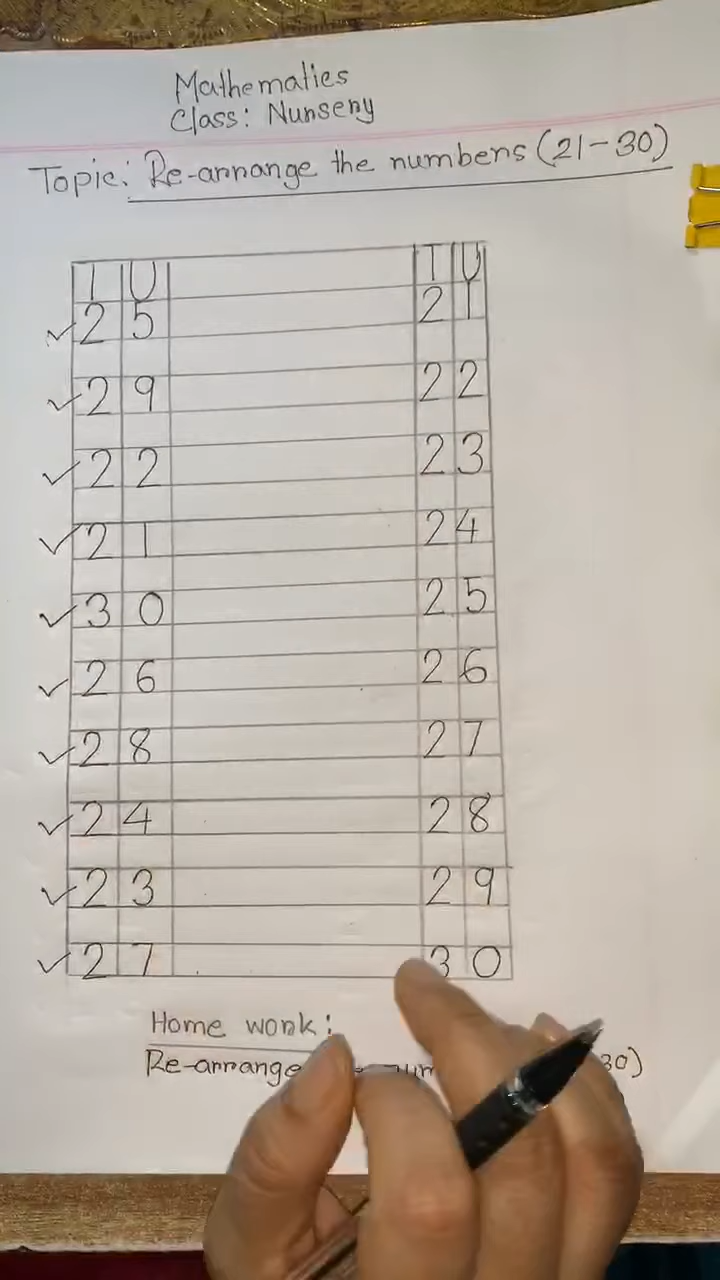 Mathematics
Class: Nursery
Topic: Re-arrange the numbers (21-30)
T U T U
25 21
29 22
22 23
21 24
30 25
26 26
28 27
24 28
23 29
27 30
Home work:
Re-arrange 30)